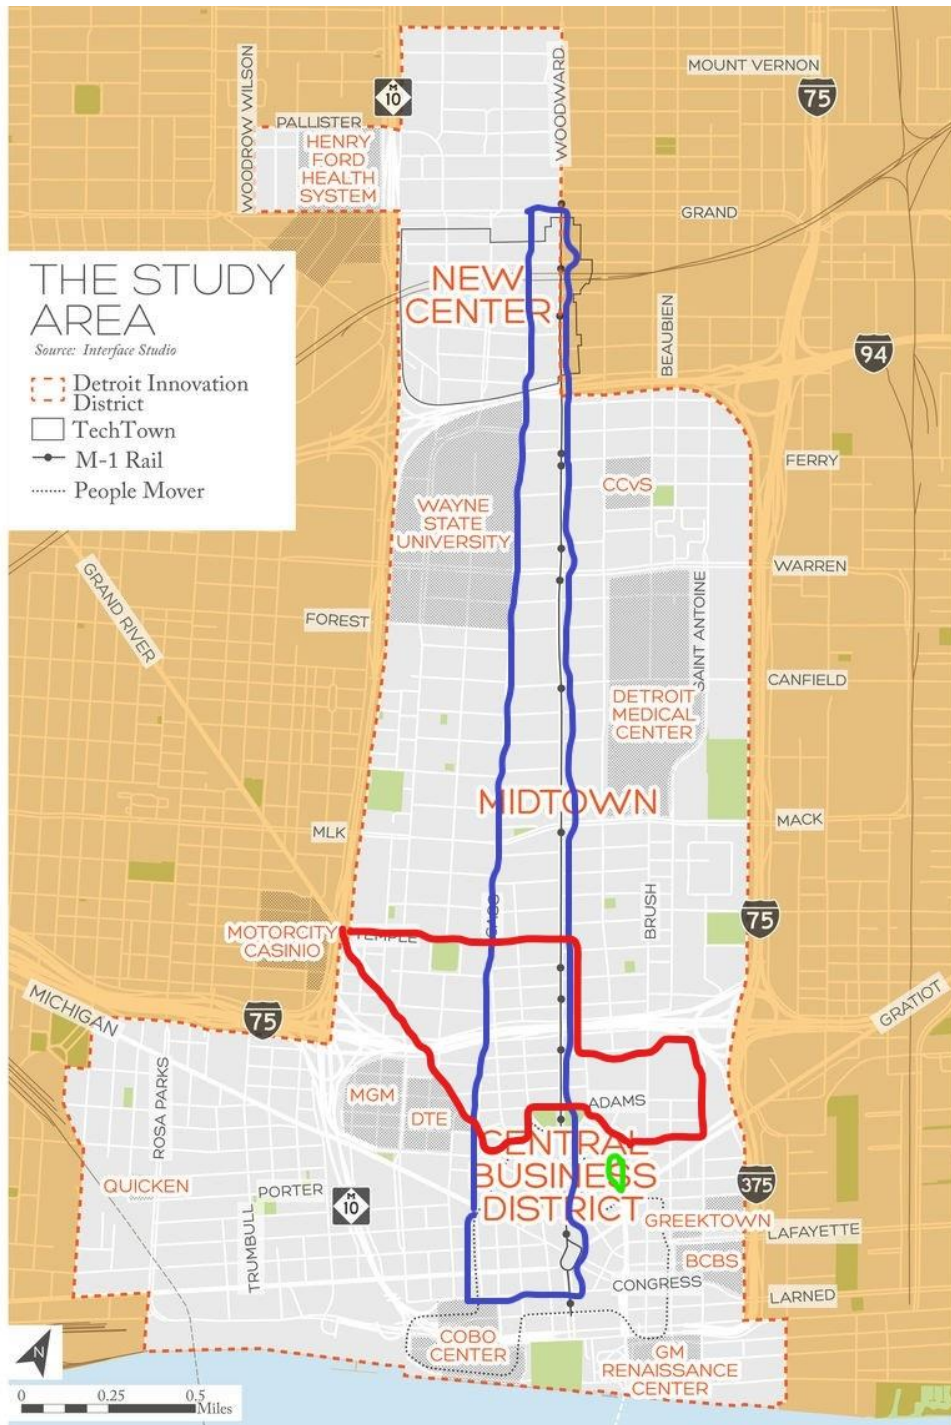 WOODROW WILSON
M
10
WOODWARD
MOUNT VERNON
75
PALLISTER
HENRY
FORD
HEALTH
SYSTEM
GRAND
THE STUDY
AREA
Source: Interface Studio
Detroit Innovation
District
TechTown
M-1 Rail
People Mover
NEW
CENTER
BEAUBIEN
94
FERRY
CCVS
WAYNE
STATE
UNIVERSITY
WARREN
GRAND RIVER
FOREST
SAINT ANTOINE
CANFIELD
DETROIT
MEDICAL
CENTER
MIDTOWN
MLK
MACK
CASS
BRUSH
75
MOTORCITY
CASINIO
TEMPLE
MICHIGAN
75
GRATIOT
ROSA PARKS
MGM
DTE
ADAMS
CENTRAL
BUSINESS
DISTRICT
QUICKEN
PORTER
M
10
375
TRUMBULL
GREEKTOWN
LAFAYETTE
BCBS
CONGRESS
LARNED
COBO
CENTER
GM
RENAISSANCE
CENTER
N
0 0.25 0.5
Miles